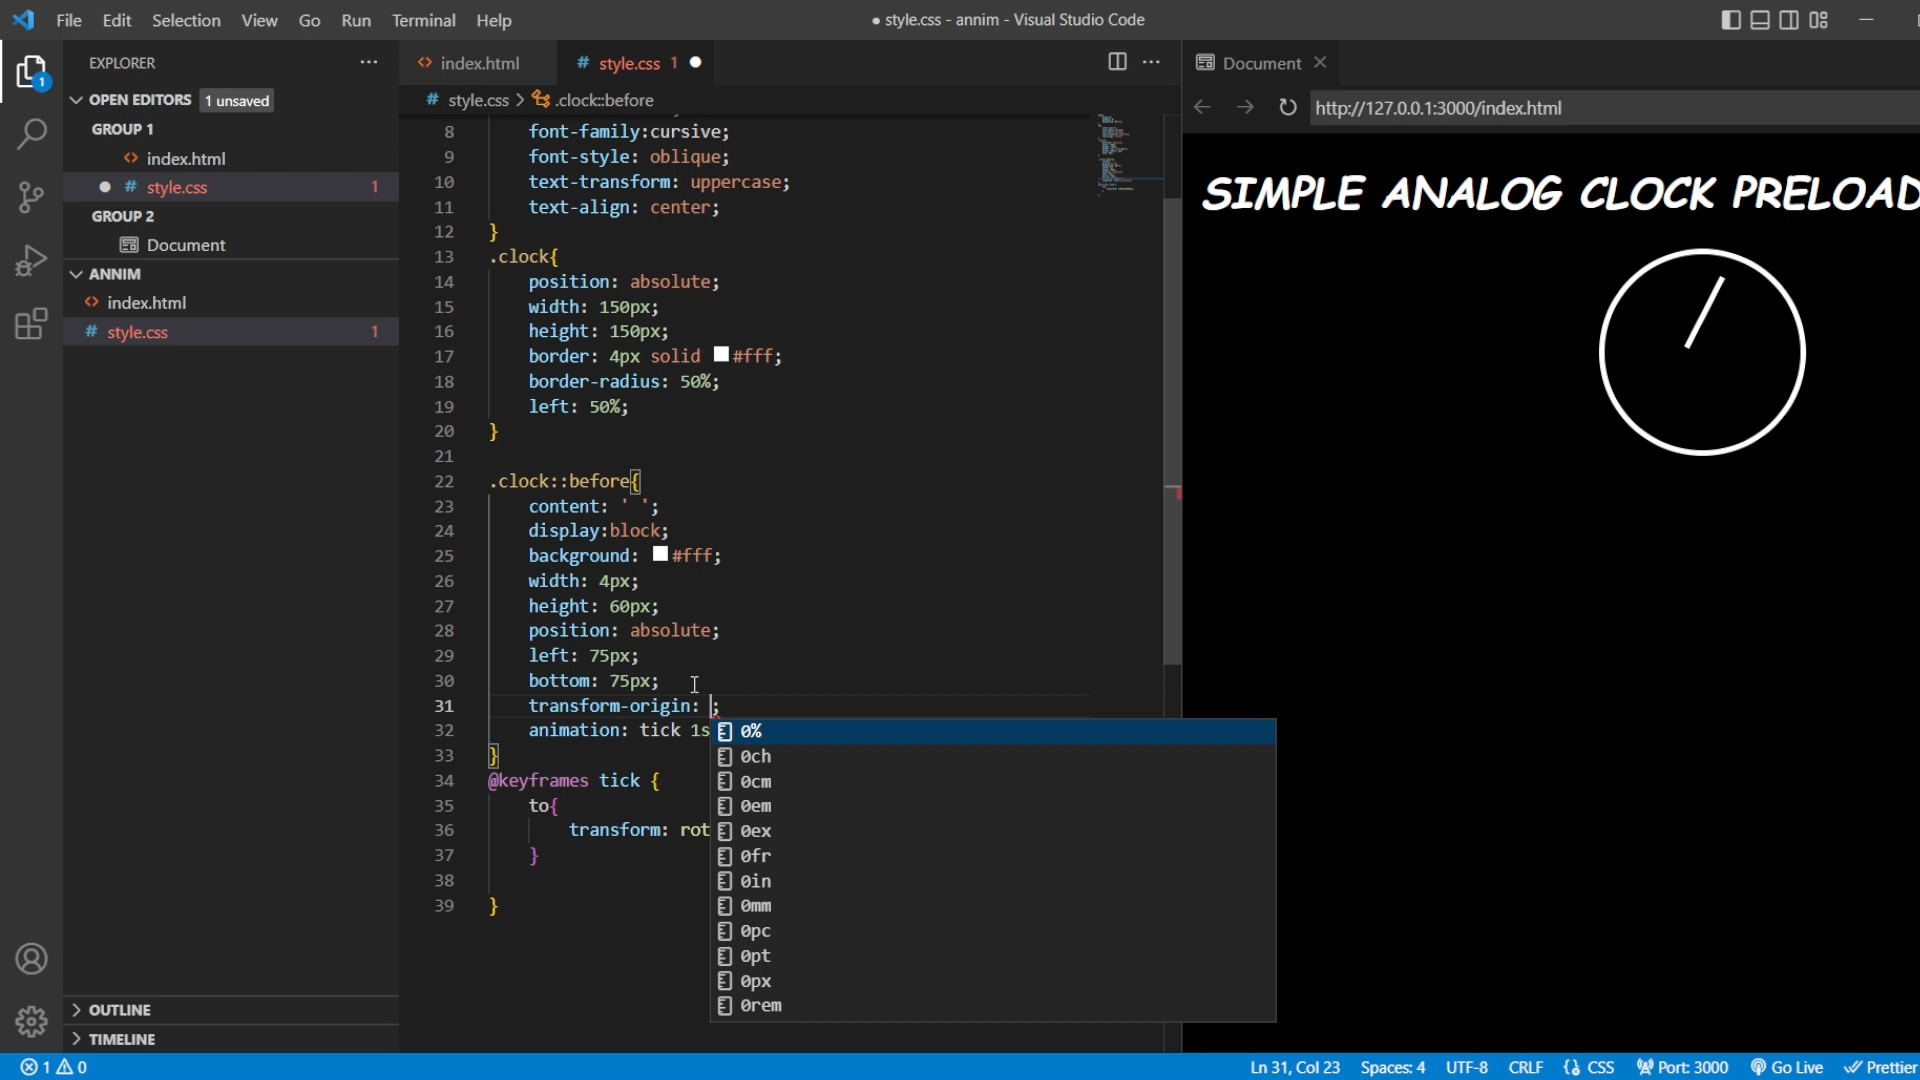 File Edit Selection View Go Run Terminal Help
● style.css - annim - Visual Studio Code
EXPLORER
index.html
# style.css 1
Document
1
OPEN EDITORS 1 unsaved
# style.css > .clock::before
http://127.0.0.1:3000/index.html
GROUP 1
index.html
# style.css 1
GROUP 2
Document
ANNIM
index.html
# style.css 1
8 font-family:cursive;
9 font-style: oblique;
10 text-transform: uppercase;
11 text-align: center;
12 }
13 .clock{
14 position: absolute;
15 width: 150px;
16 height: 150px;
17 border: 4px solid #fff;
18 border-radius: 50%;
19 left: 50%;
20 }
21
22 .clock::before{
23 content: ' ';
24 display:block;
25 background: #fff;
26 width: 4px;
27 height: 60px;
28 position: absolute;
29 left: 75px;
30 bottom: 75px;
31 transform-origin: ;
32 animation: tick 1s
33 }
34 @keyframes tick {
35 to{
36 transform: rot
37 }
38
39 }
0%
0ch
0cm
0em
0ex
0fr
0in
0mm
0pc
0pt
0px
0rem
SIMPLE ANALOG CLOCK PRELOAD
OUTLINE
TIMELINE
1 0
Ln 31, Col 23 Spaces: 4 UTF-8 CRLF {} CSS Port: 3000 Go Live Prettier